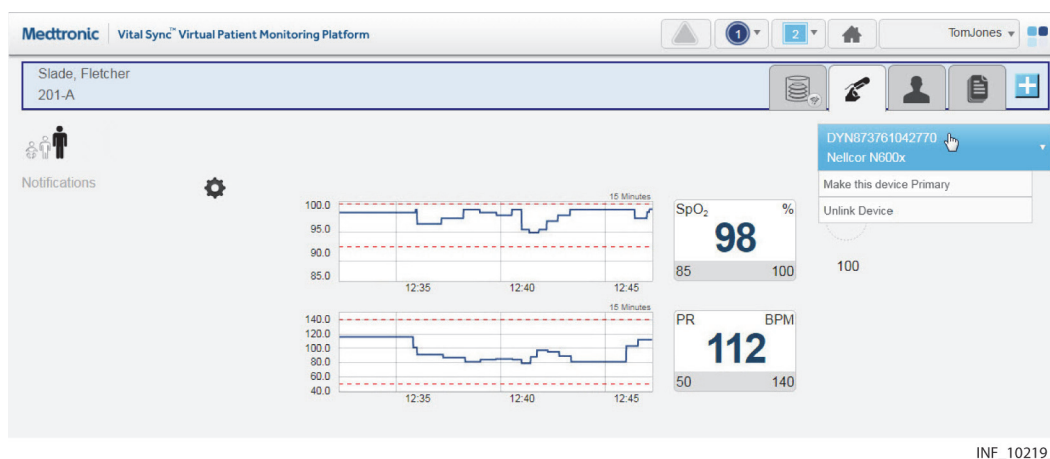 Medtronic Vital Sync™ Virtual Patient Monitoring Platform
1 2 TomJones
Slade, Fletcher
201-A
DYN873761042770
Nellcor N600x
Make this device Primary
Unlink Device
Notifications
15 Minutes
100.0
95.0
90.0
85.0
12:35 12:40 12:45
SpO₂ %
98
85 100
100
15 Minutes
140.0
120.0
100.0
80.0
60.0
40.0
12:35 12:40 12:45
PR BPM
112
50 140
INF_10219